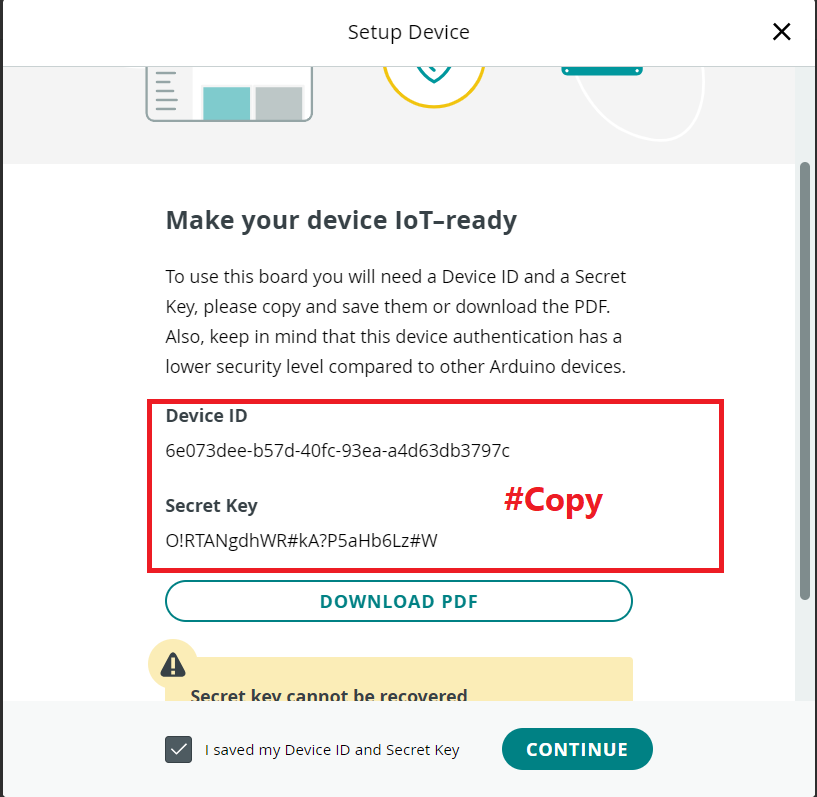 Setup Device
Make your device IoT–ready
To use this board you will need a Device ID and a Secret
Key, please copy and save them or download the PDF.
Also, keep in mind that this device authentication has a
lower security level compared to other Arduino devices.
Device ID
6e073dee-b57d-40fc-93ea-a4d63db3797c
#Copy
Secret Key
O!RTANgdhWR#kA?P5aHb6Lz#W
DOWNLOAD PDF
Secret key cannot be recovered
I saved my Device ID and Secret Key
CONTINUE